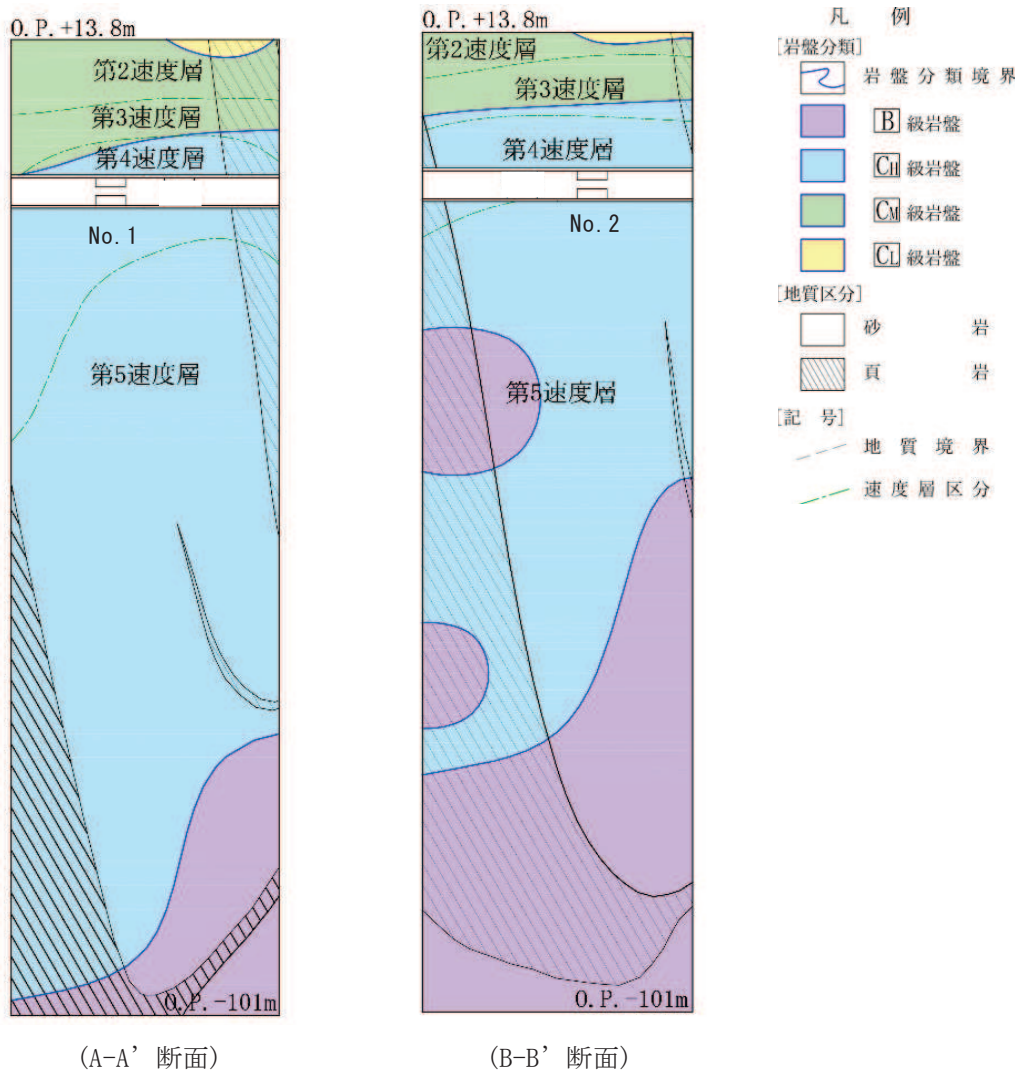 O.P.+13.8m
第2速度層
第3速度層
第4速度層
No.1
第5速度層
O.P.-101m
(A-A’断面)
O.P.+13.8m
第2速度層
第3速度層
第4速度層
No.2
第5速度層
O.P.-101m
(B-B’断面)
凡 例
[岩盤分類]
岩盤分類境界
B 級岩盤
CH 級岩盤
CM 級岩盤
CL 級岩盤
[地質区分]
砂 岩
頁 岩
[記 号]
地 質 境 界
速 度 層 区 分